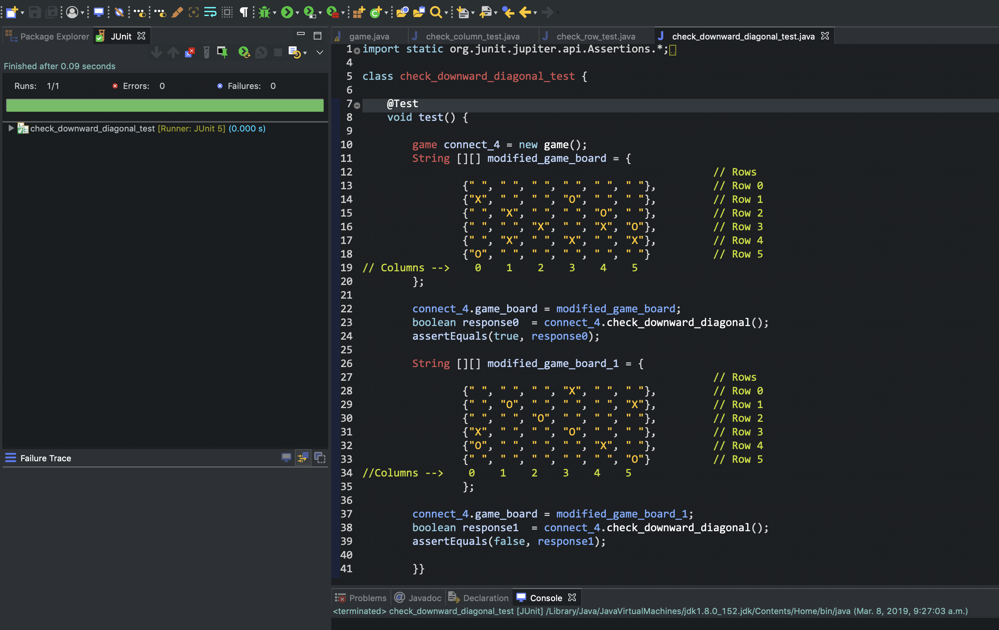 Package Explorer
JUnit
Finished after 0.09 seconds
Runs: 1/1
Errors: 0
Failures: 0
check_downward_diagonal_test [Runner: JUnit 5] (0.000 s)
Failure Trace
game.java
check_column_test.java
check_row_test.java
check_downward_diagonal_test.java
1 import static org.junit.jupiter.api.Assertions.*;
4
5 class check_downward_diagonal_test {
6
7     @Test
8     void test() {
9
10         game connect_4 = new game();
11         String [][] modified_game_board = {
12                                                         // Rows
13                 {" ", " ", " ", " ", " ", " "},         // Row 0
14                 {"X", " ", " ", "O", " ", " "},         // Row 1
15                 {" ", "X", " ", " ", "O", " "},         // Row 2
16                 {" ", " ", "X", " ", "X", "O"},         // Row 3
17                 {" ", "X", " ", "X", " ", "X"},         // Row 4
18                 {"O", " ", " ", " ", " ", " "}          // Row 5
19 // Columns -->    0    1    2    3    4    5
20         };
21
22         connect_4.game_board = modified_game_board;
23         boolean response0  = connect_4.check_downward_diagonal();
24         assertEquals(true, response0);
25
26         String [][] modified_game_board_1 = {
27                                                         // Rows
28                 {" ", " ", " ", "X", " ", " "},         // Row 0
29                 {" ", "O", " ", " ", " ", "X"},         // Row 1
30                 {" ", " ", "O", " ", " ", " "},         // Row 2
31                 {"X", " ", " ", "O", " ", " "},         // Row 3
32                 {"O", " ", " ", " ", "X", " "},         // Row 4
33                 {" ", " ", " ", " ", " ", "O"}          // Row 5
34 //Columns -->    0    1    2    3    4    5
35                 };
36
37         connect_4.game_board = modified_game_board_1;
38         boolean response1  = connect_4.check_downward_diagonal();
39         assertEquals(false, response1);
40
41         }}
Problems
Javadoc
Declaration
Console
<terminated> check_downward_diagonal_test [JUnit] /Library/Java/JavaVirtualMachines/jdk1.8.0_152.jdk/Contents/Home/bin/java (Mar. 8, 2019, 9:27:03 a.m.)